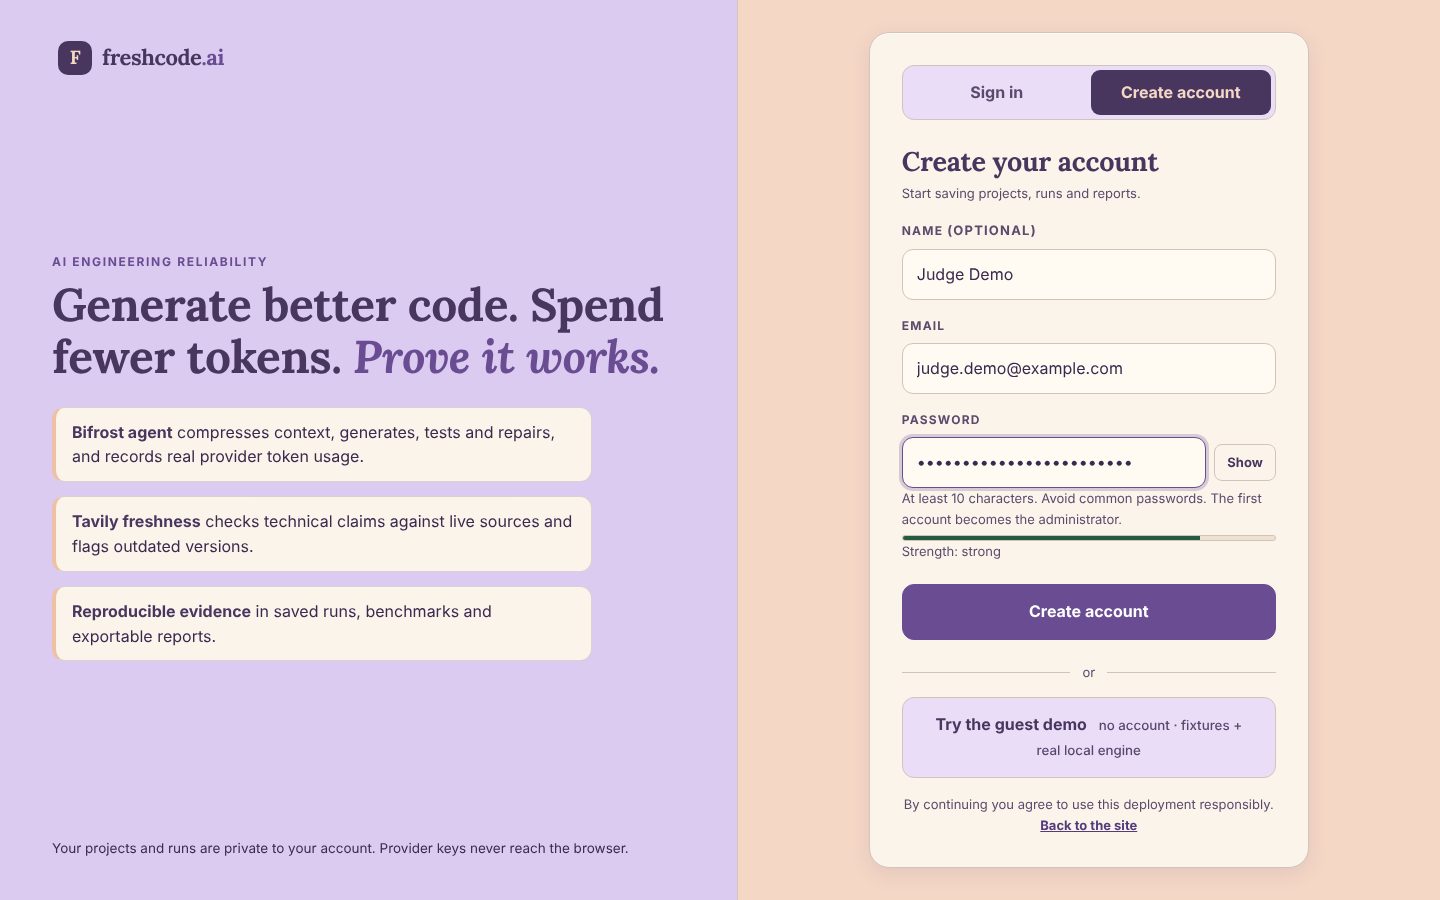 F freshcode.ai
AI ENGINEERING RELIABILITY
Generate better code. Spend
fewer tokens. Prove it works.
Bifrost agent compresses context, generates, tests and repairs,
and records real provider token usage.
Tavily freshness checks technical claims against live sources and
flags outdated versions.
Reproducible evidence in saved runs, benchmarks and
exportable reports.
Your projects and runs are private to your account. Provider keys never reach the browser.
Sign in Create account
Create your account
Start saving projects, runs and reports.
NAME (OPTIONAL)
Judge Demo
EMAIL
judge.demo@example.com
PASSWORD
•••••••••••••••••••••••• Show
At least 10 characters. Avoid common passwords. The first
account becomes the administrator.
Strength: strong
Create account
or
Try the guest demo no account · fixtures +
real local engine
By continuing you agree to use this deployment responsibly.
Back to the site